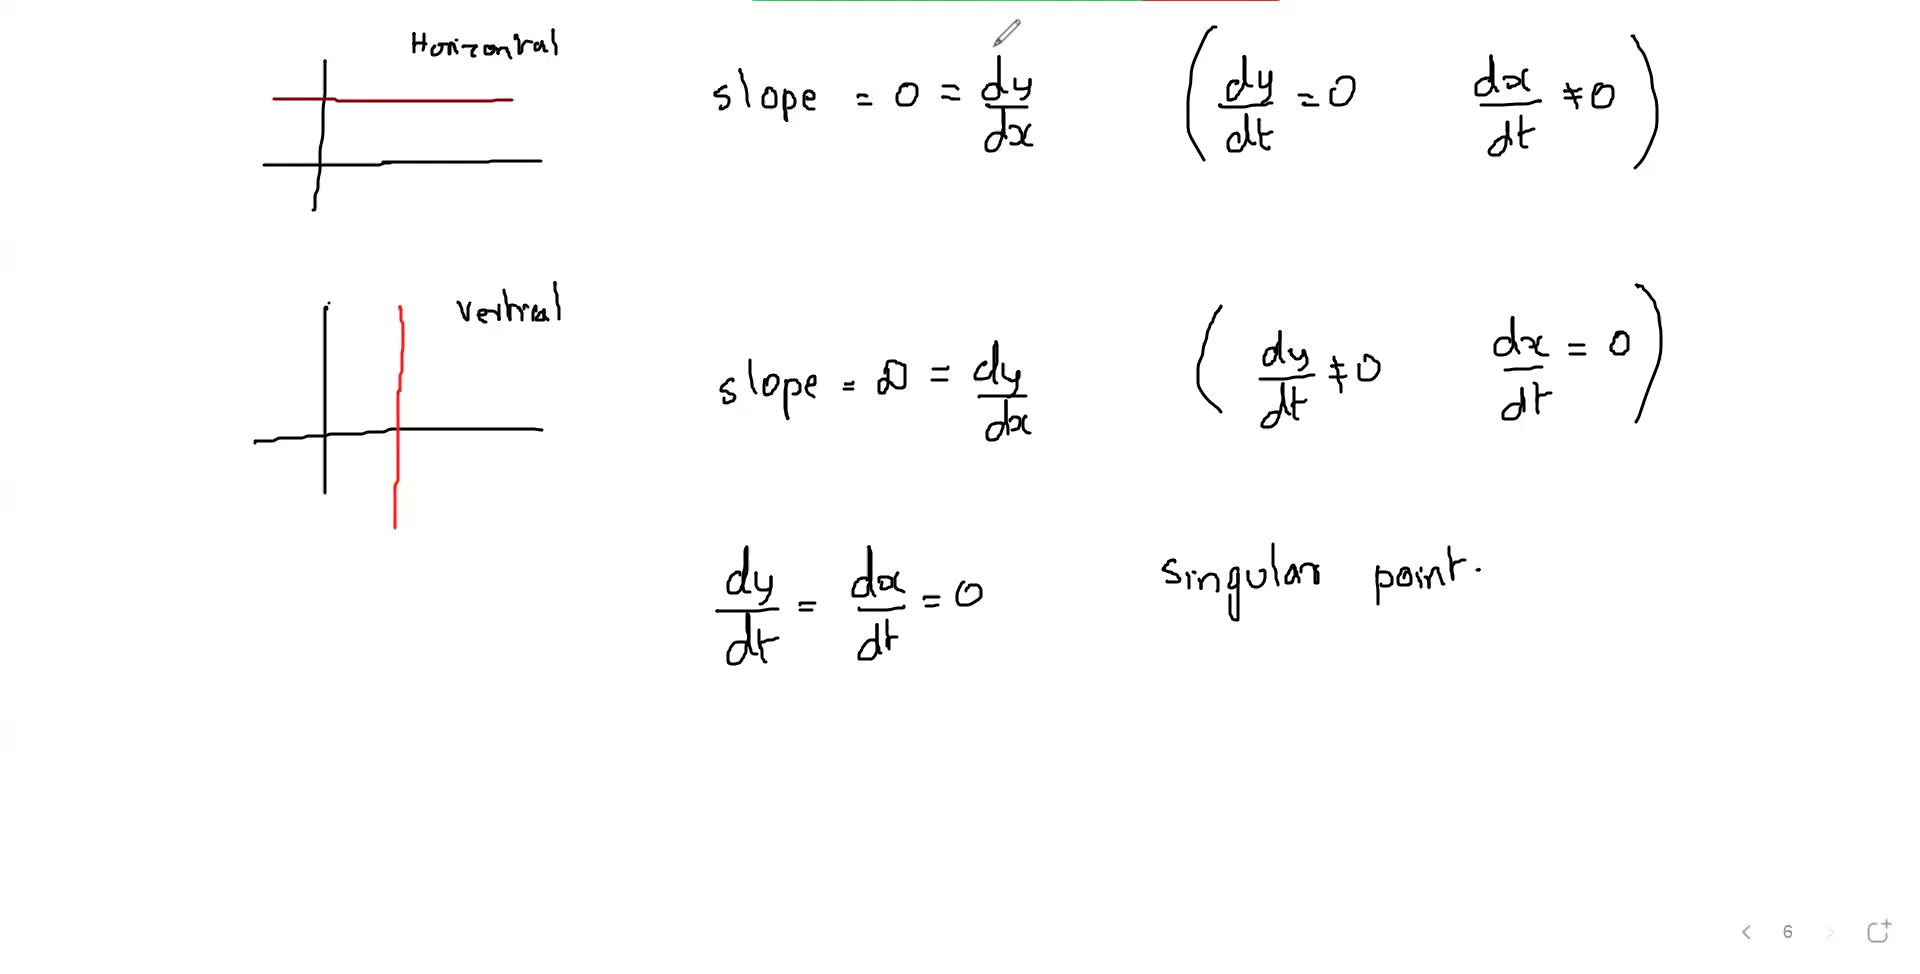 Horizontal
slope = 0 = dy/dx (dy/dt = 0 dx/dt ≠ 0)
Vertical
slope = ∞ = dy/dx (dy/dt ≠ 0 dx/dt = 0)
dy/dt = dx/dt = 0 singular point.
6